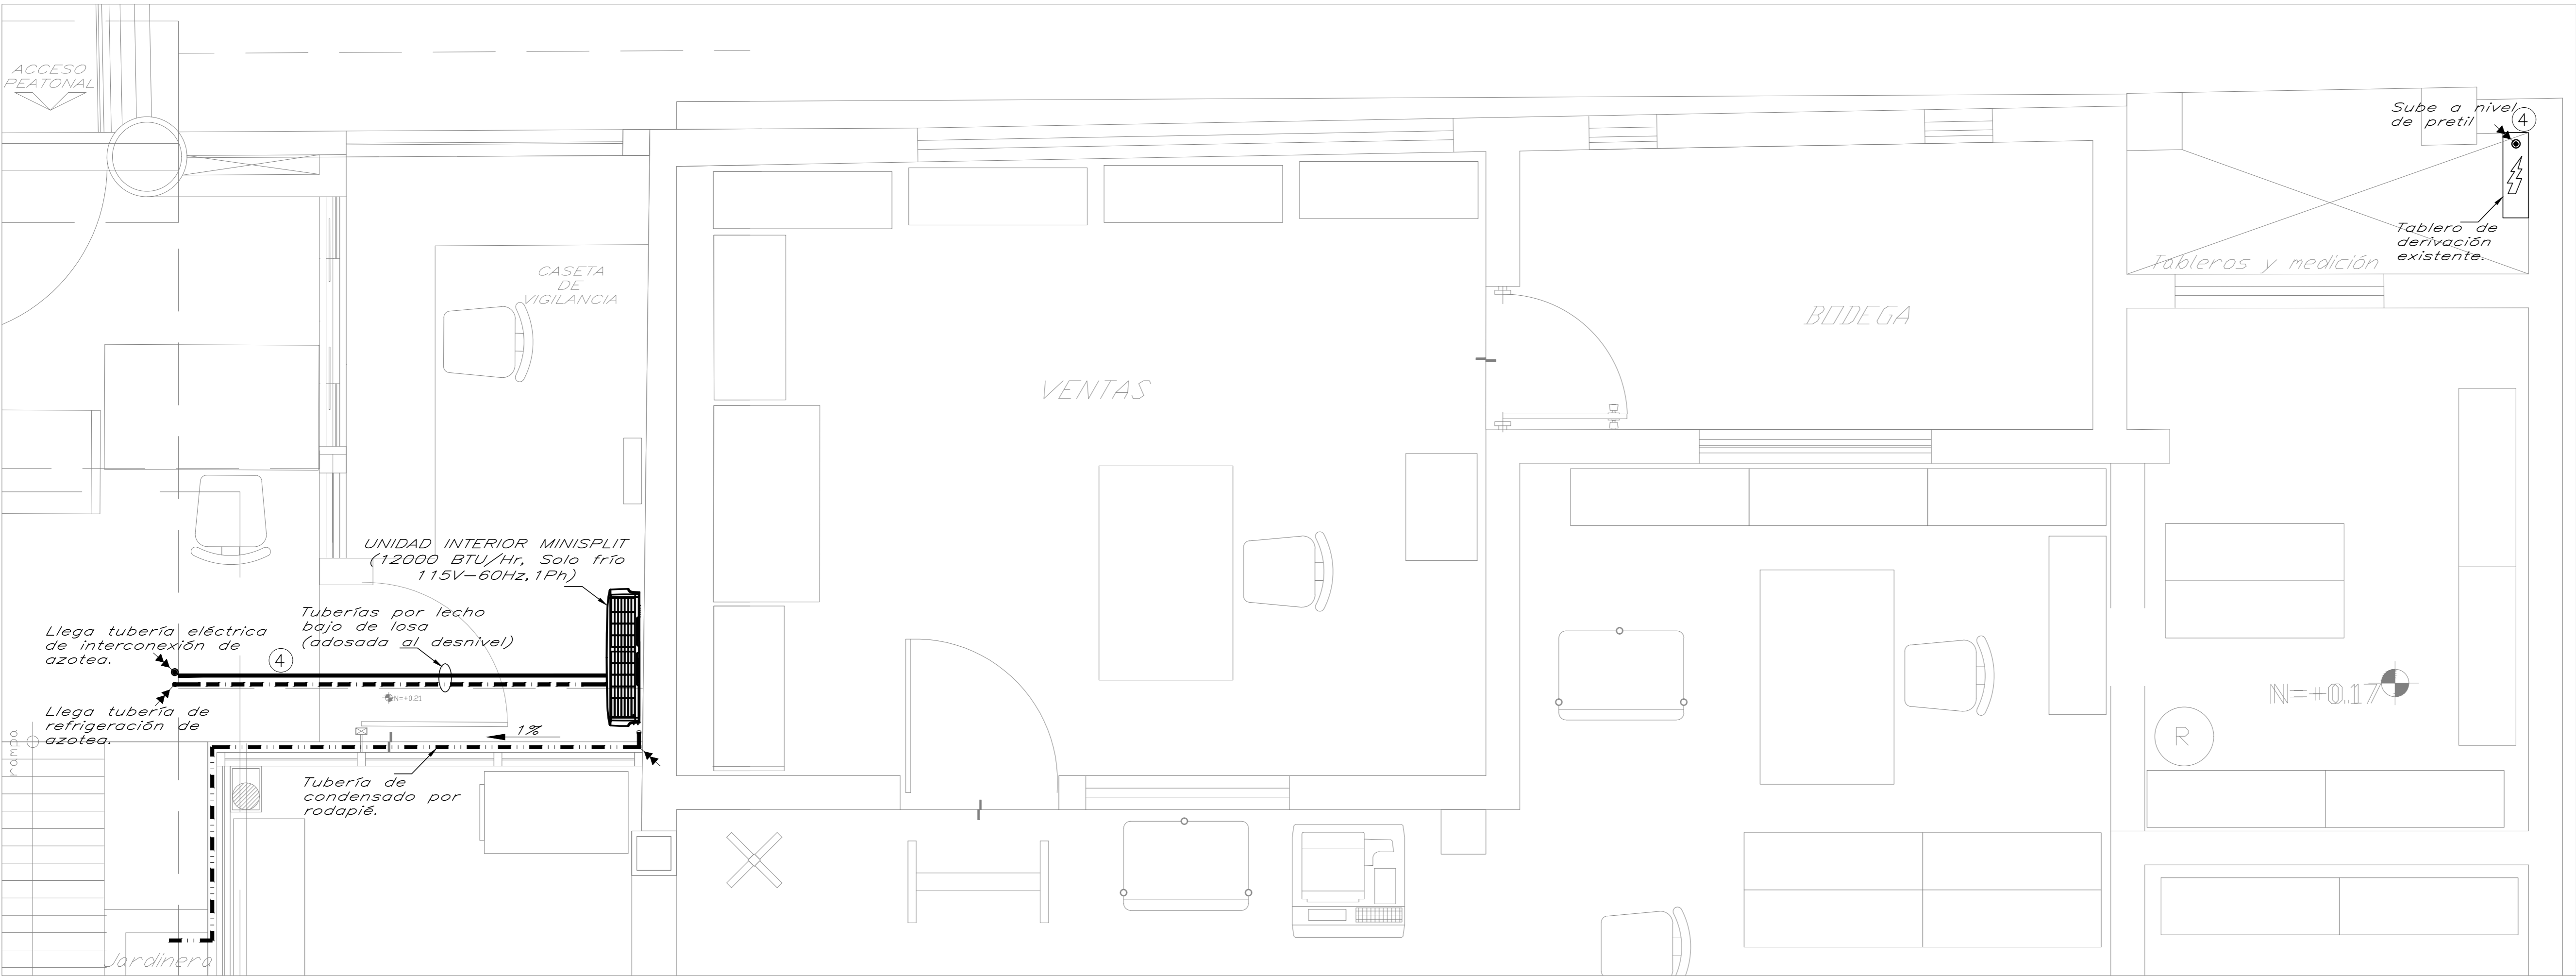 ACCESO
PEATONAL
Sube a nivel
de pretil
4
Tablero de
derivación
existente.
Tableros y medición
CASETA
DE
VIGILANCIA
BODEGA
VENTAS
UNIDAD INTERIOR MINISPLIT
(12000 BTU/Hr, Solo frío
115V-60Hz,1Ph)
Tuberías por lecho
bajo de losa
(adosada al desnivel)
Llega tubería eléctrica
de interconexión de
azotea.
4
N=+0.21
N=+0.17
Llega tubería de
refrigeración de
azotea.
1%
rampa
R
Tubería de
condensado por
rodapié.
Jardinera